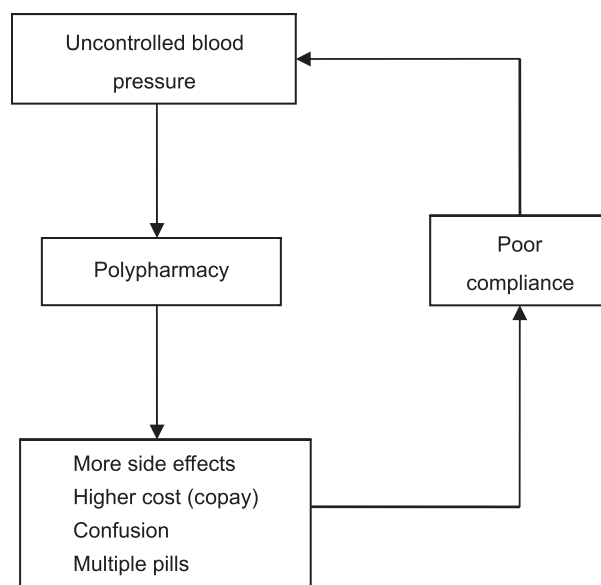 Uncontrolled blood
pressure
Polypharmacy
Poor
compliance
More side effects
Higher cost (copay)
Confusion
Multiple pills